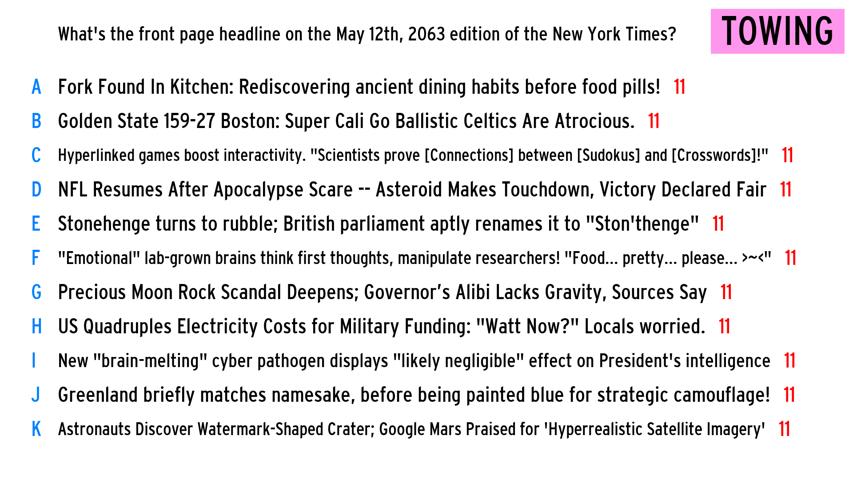 What's the front page headline on the May 12th, 2063 edition of the New York Times?
TOWING
A Fork Found In Kitchen: Rediscovering ancient dining habits before food pills! 11
B Golden State 159-27 Boston: Super Cali Go Ballistic Celtics Are Atrocious. 11
C Hyperlinked games boost interactivity. "Scientists prove [Connections] between [Sudokus] and [Crosswords]!" 11
D NFL Resumes After Apocalypse Scare -- Asteroid Makes Touchdown, Victory Declared Fair 11
E Stonehenge turns to rubble; British parliament aptly renames it to "Ston'thenge" 11
F "Emotional" lab-grown brains think first thoughts, manipulate researchers! "Food... pretty... please... >~<" 11
G Precious Moon Rock Scandal Deepens; Governor’s Alibi Lacks Gravity, Sources Say 11
H US Quadruples Electricity Costs for Military Funding: "Watt Now?" Locals worried. 11
I New "brain-melting" cyber pathogen displays "likely negligible" effect on President's intelligence 11
J Greenland briefly matches namesake, before being painted blue for strategic camouflage! 11
K Astronauts Discover Watermark-Shaped Crater; Google Mars Praised for 'Hyperrealistic Satellite Imagery' 11